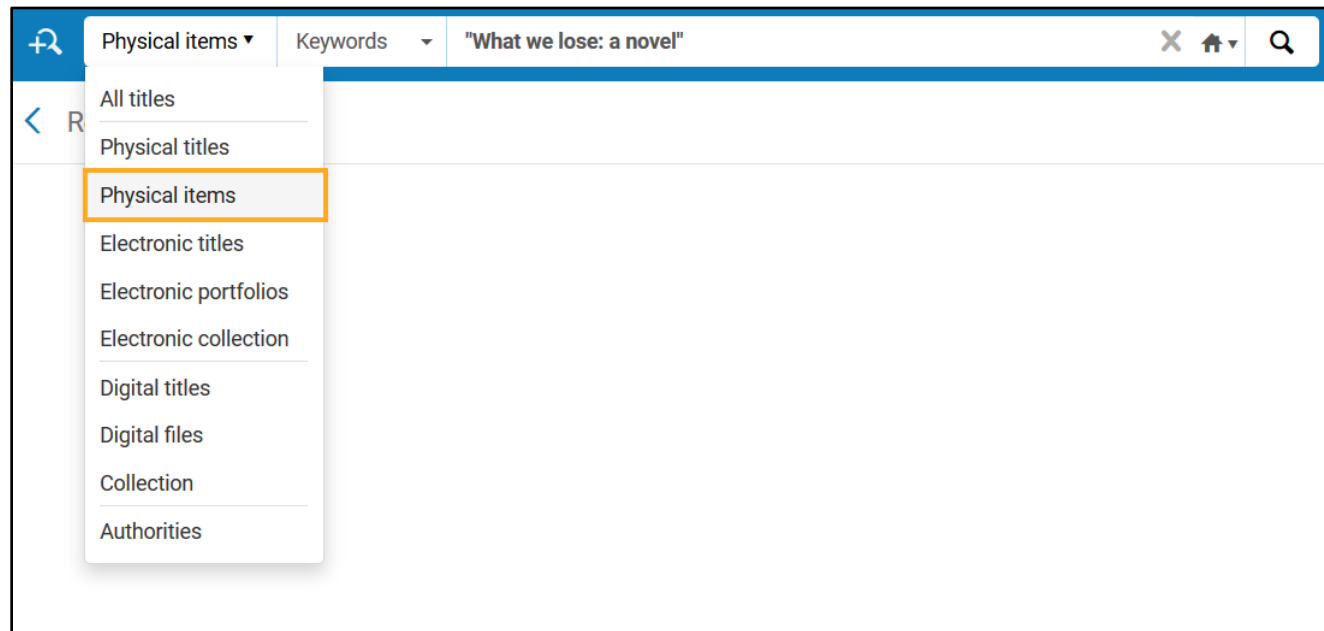 Physical items Keywords "What we lose: a novel"
All titles
R
Physical titles
Physical items
Electronic titles
Electronic portfolios
Electronic collection
Digital titles
Digital files
Collection
Authorities